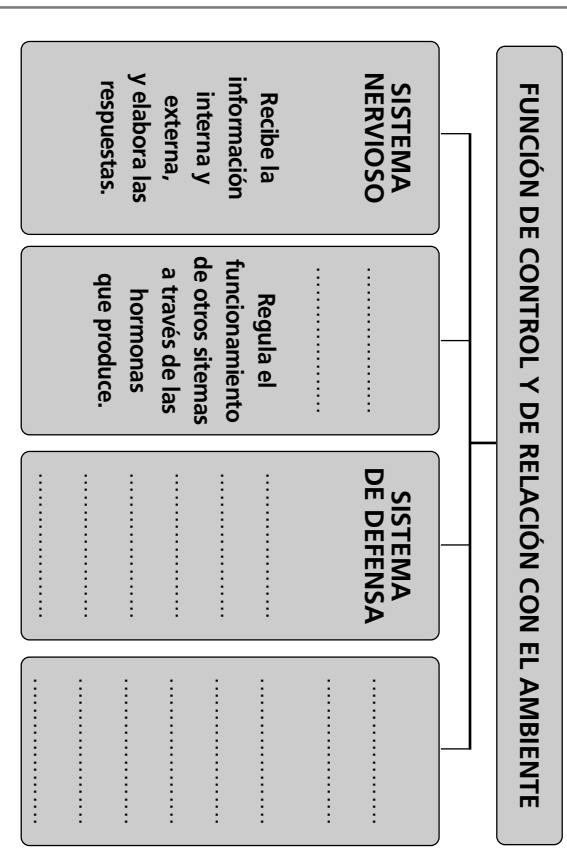 FUNCIÓN DE CONTROL Y DE RELACIÓN CON EL AMBIENTE
SISTEMA
NERVIOSO
Recibe la
información
interna y
externa,
y elabora las
respuestas.
....................
....................
Regula el
funcionamiento
de otros sitemas
a través de las
hormonas
que produce.
SISTEMA
DE DEFENSA
....................
....................
....................
....................
....................
....................
....................
....................
....................
....................
....................
....................
....................
....................